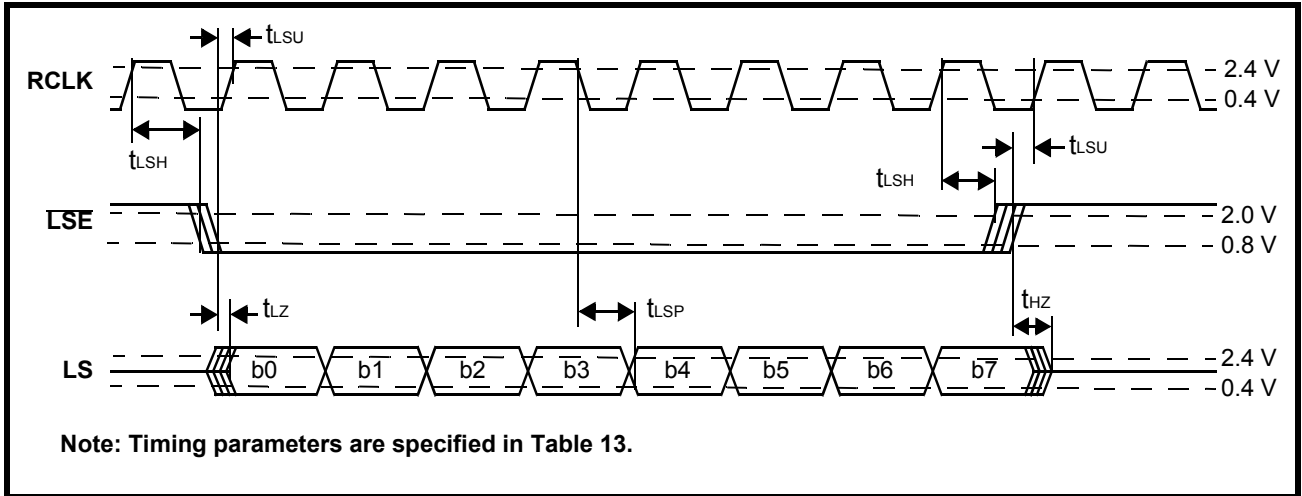 tLSU
RCLK
2.4 V
0.4 V
tLSH
tLSU
tLSH
LSE
2.0 V
0.8 V
tLZ
tLSP
tHZ
LS
b0 b1 b2 b3 b4 b5 b6 b7
2.4 V
0.4 V
Note: Timing parameters are specified in Table 13.